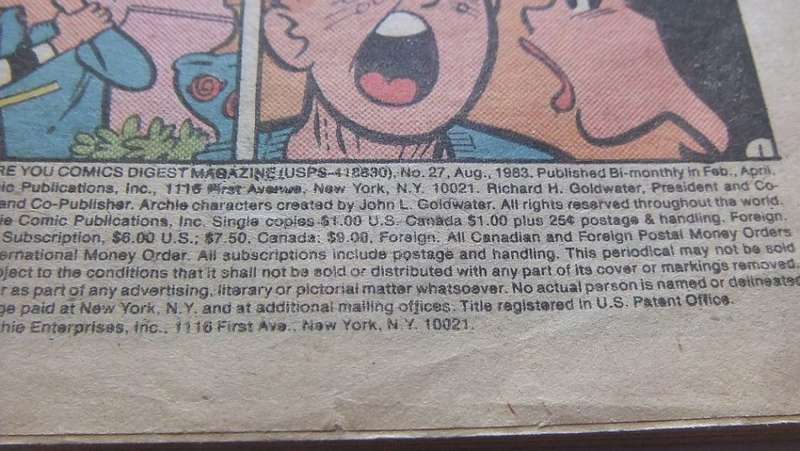 RE YOU COMICS DIGEST MAGAZINE (USPS-418830), No. 27, Aug., 1983. Published Bi-monthly in Feb., April,
ie Publications, Inc., 1116 First Avenue, New York, N.Y. 10021. Richard H. Goldwater, President and Co-
and Co-Publisher. Archie characters created by John L. Goldwater. All rights reserved throughout the world.
ie Comic Publications, Inc. Single copies $1.00 U.S. Canada $1.00 plus 25¢ postage & handling. Foreign.
Subscription, $6.00 U.S.; $7.50, Canada; $9.00, Foreign. All Canadian and Foreign Postal Money Orders
ernational Money Order. All subscriptions include postage and handling. This periodical may not be sold
ject to the conditions that it shall not be sold or distributed with any part of its cover or markings removed,
r as part of any advertising, literary or pictorial matter whatsoever. No actual person is named or delineated
ge paid at New York, N.Y. and at additional mailing offices. Title registered in U.S. Patent Office.
hie Enterprises, Inc., 1116 First Ave., New York, N.Y. 10021.